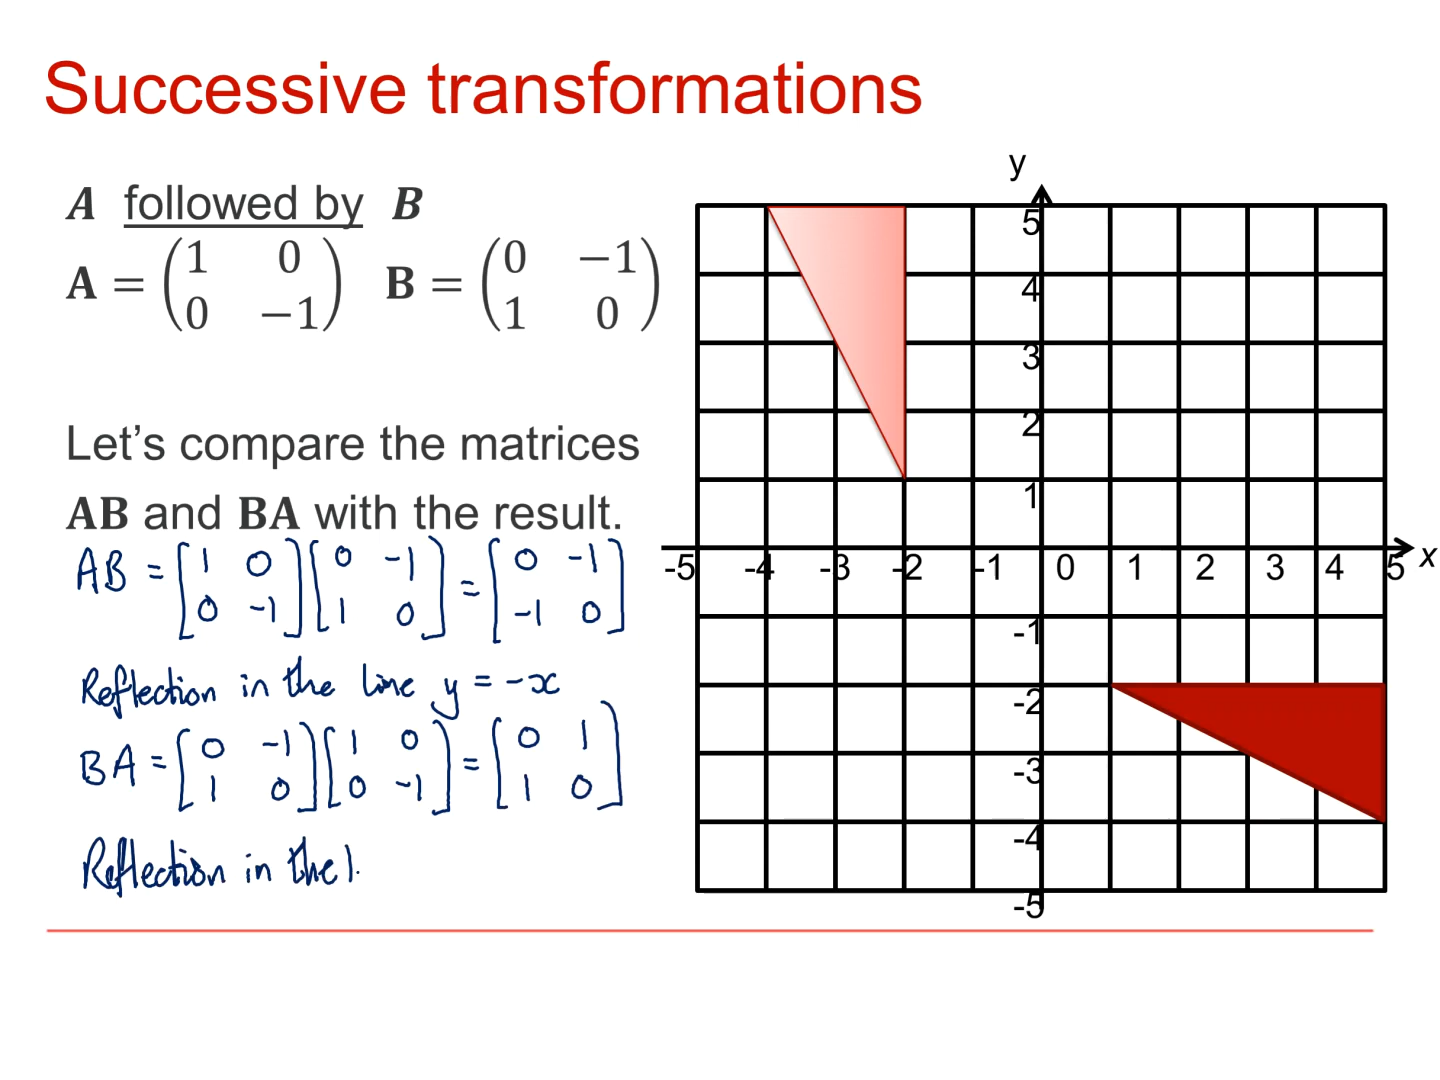 Successive transformations
A followed by B
A = (1 0 0 −1) B = (0 −1 1 0)
Let’s compare the matrices
AB and BA with the result.
AB = [1 0 0 -1] [0 -1 1 0] = [0 -1 -1 0]
Reflection in the line y = -x
BA = [0 -1 1 0] [1 0 0 -1] = [0 1 1 0]
Reflection in the l
y
5
4
3
2
1
-5 -4 -3 -2 -1 0 1 2 3 4 5 x
-1
-2
-3
-4
-5